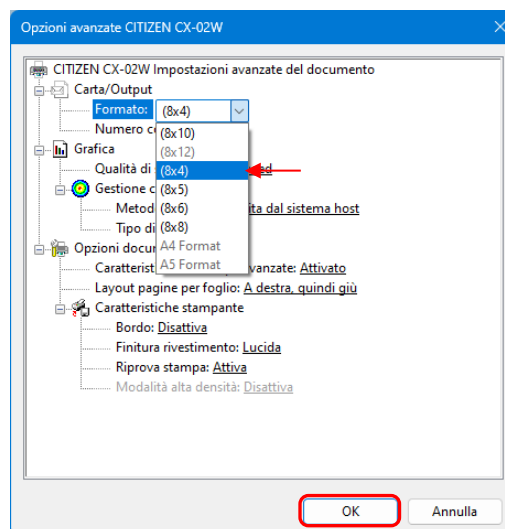 Opzioni avanzate CITIZEN CX-02W
CITIZEN CX-02W Impostazioni avanzate del documento
Carta/Output
Formato: (8x4)
Numero c
(8x10)
Grafica
(8x12)
Qualità di
(8x4)
Gestione c
(8x5)
Metod
(8x6)
ita dal sistema host
Tipo di
(8x8)
Opzioni docu
A4 Format
Caratterist
A5 Format
vanzate: Attivato
Layout pagine per foglio: A destra, quindi giù
Caratteristiche stampante
Bordo: Disattiva
Finitura rivestimento: Lucida
Riprova stampa: Attiva
Modalità alta densità: Disattiva
OK Annulla